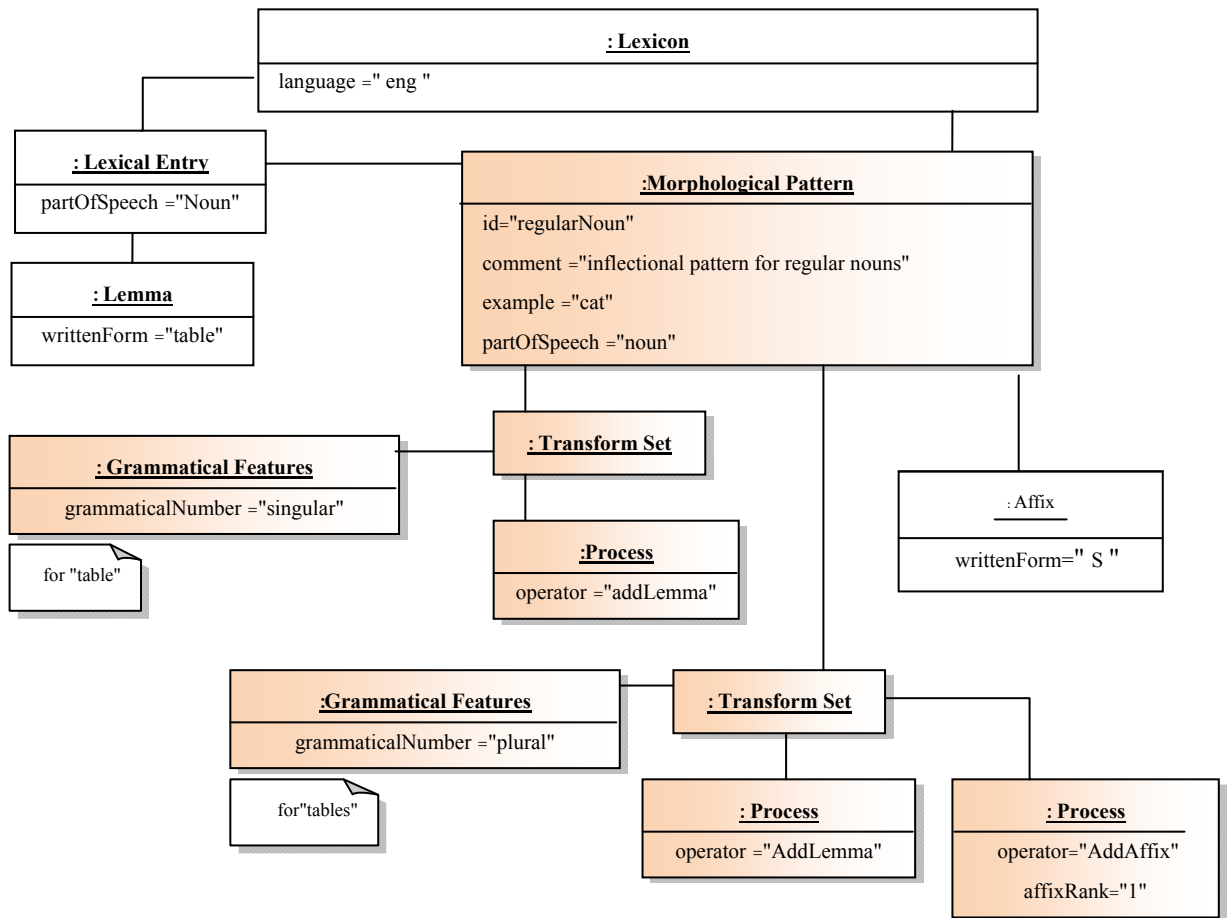 : Lexicon
language =" eng "
: Lexical Entry
partOfSpeech ="Noun"
: Lemma
writtenForm ="table"
:Morphological Pattern
id="regularNoun"
comment ="inflectional pattern for regular nouns"
example ="cat"
partOfSpeech ="noun"
: Transform Set
: Grammatical Features
grammaticalNumber ="singular"
for "table"
:Process
operator ="addLemma"
: Affix
writtenForm=" S "
:Grammatical Features
grammaticalNumber ="plural"
for"tables"
: Transform Set
: Process
operator ="AddLemma"
: Process
operator="AddAffix"
affixRank="1"